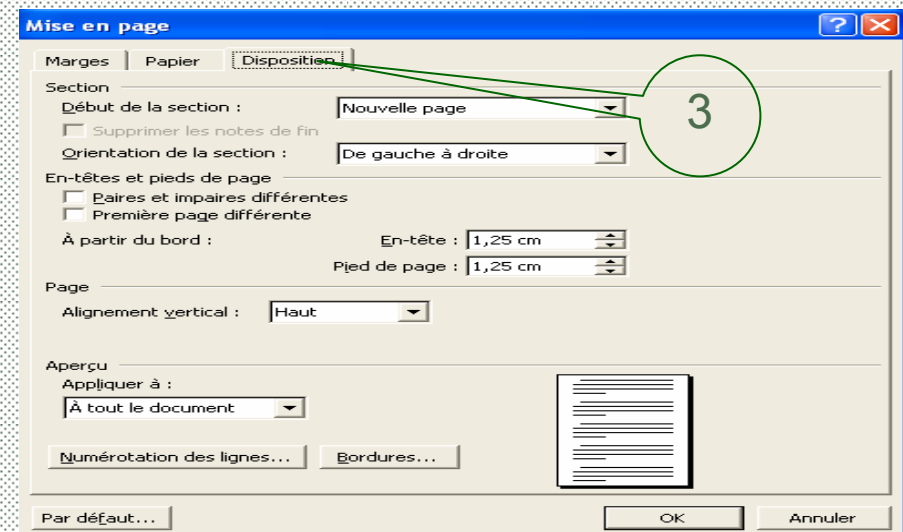 Mise en page
Marges Papier Disposition
3
Section
Début de la section : Nouvelle page
Supprimer les notes de fin
Orientation de la section : De gauche à droite
En-têtes et pieds de page
Paires et impaires différentes
Première page différente
À partir du bord : En-tête : 1,25 cm
Pied de page : 1,25 cm
Page
Alignement vertical : Haut
Aperçu
Appliquer à :
À tout le document
Numérotation des lignes... Bordures...
Par défaut... OK Annuler